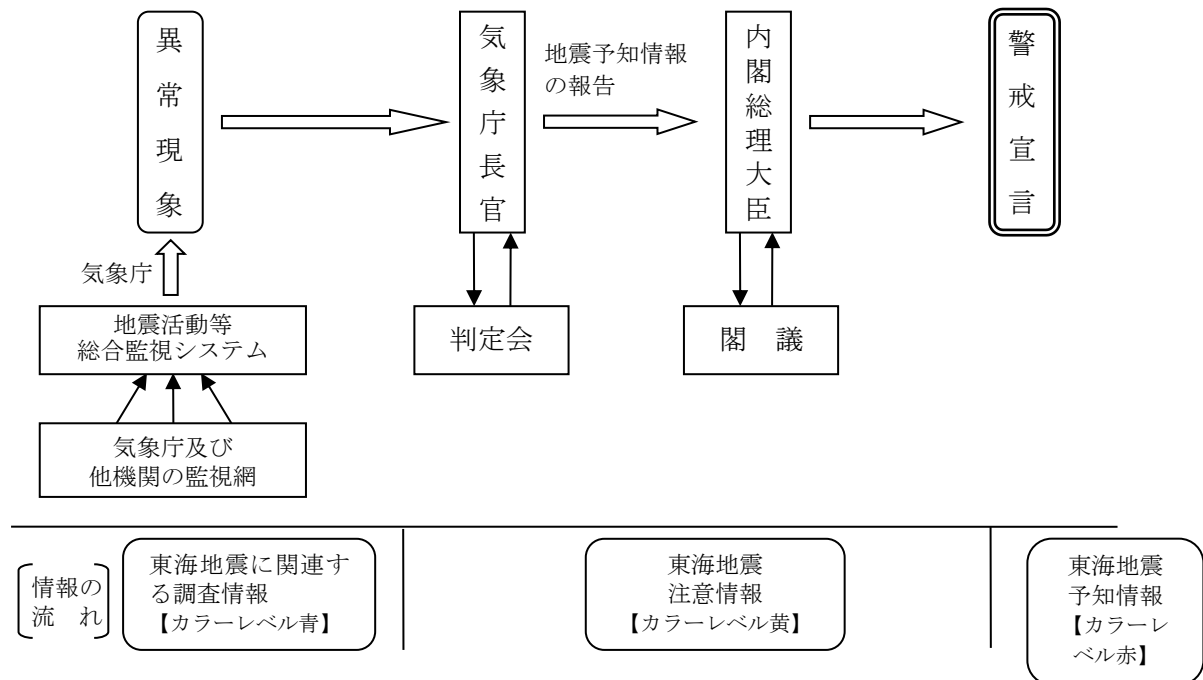 異常現象
気象庁長官
地震予知情報
の報告
内閣総理大臣
警戒宣言
気象庁
地震活動等
総合監視システム
判定会
閣　議
気象庁及び
他機関の監視網
情報の
流　れ
東海地震に関連す
る調査情報
【カラーレベル青】
東海地震
注意情報
【カラーレベル黄】
東海地震
予知情報
【カラーレ
ベル赤】